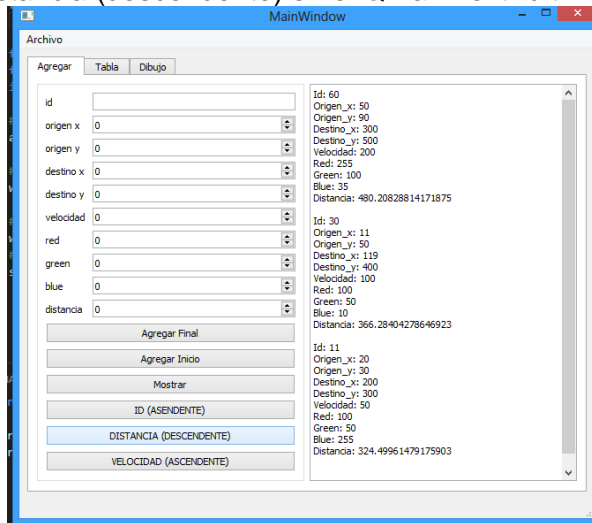 MainWindow
Archivo
Agregar Tabla Dibujo
id
origen x 0
origen y 0
destino x 0
destino y 0
velocidad 0
red 0
green 0
blue 0
distancia 0
Agregar Final
Agregar Inicio
Mostrar
ID (ASENDENTE)
DISTANCIA (DESCENDENTE)
VELOCIDAD (ASCENDENTE)
Id: 60
Origen_x: 50
Origen_y: 90
Destino_x: 300
Destino_y: 500
Velocidad: 200
Red: 255
Green: 100
Blue: 35
Distancia: 480.20828814171875
Id: 30
Origen_x: 11
Origen_y: 50
Destino_x: 119
Destino_y: 400
Velocidad: 100
Red: 100
Green: 50
Blue: 10
Distancia: 366.28404278646923
Id: 11
Origen_x: 20
Origen_y: 30
Destino_x: 200
Destino_y: 300
Velocidad: 50
Red: 100
Green: 50
Blue: 255
Distancia: 324.49961479175903